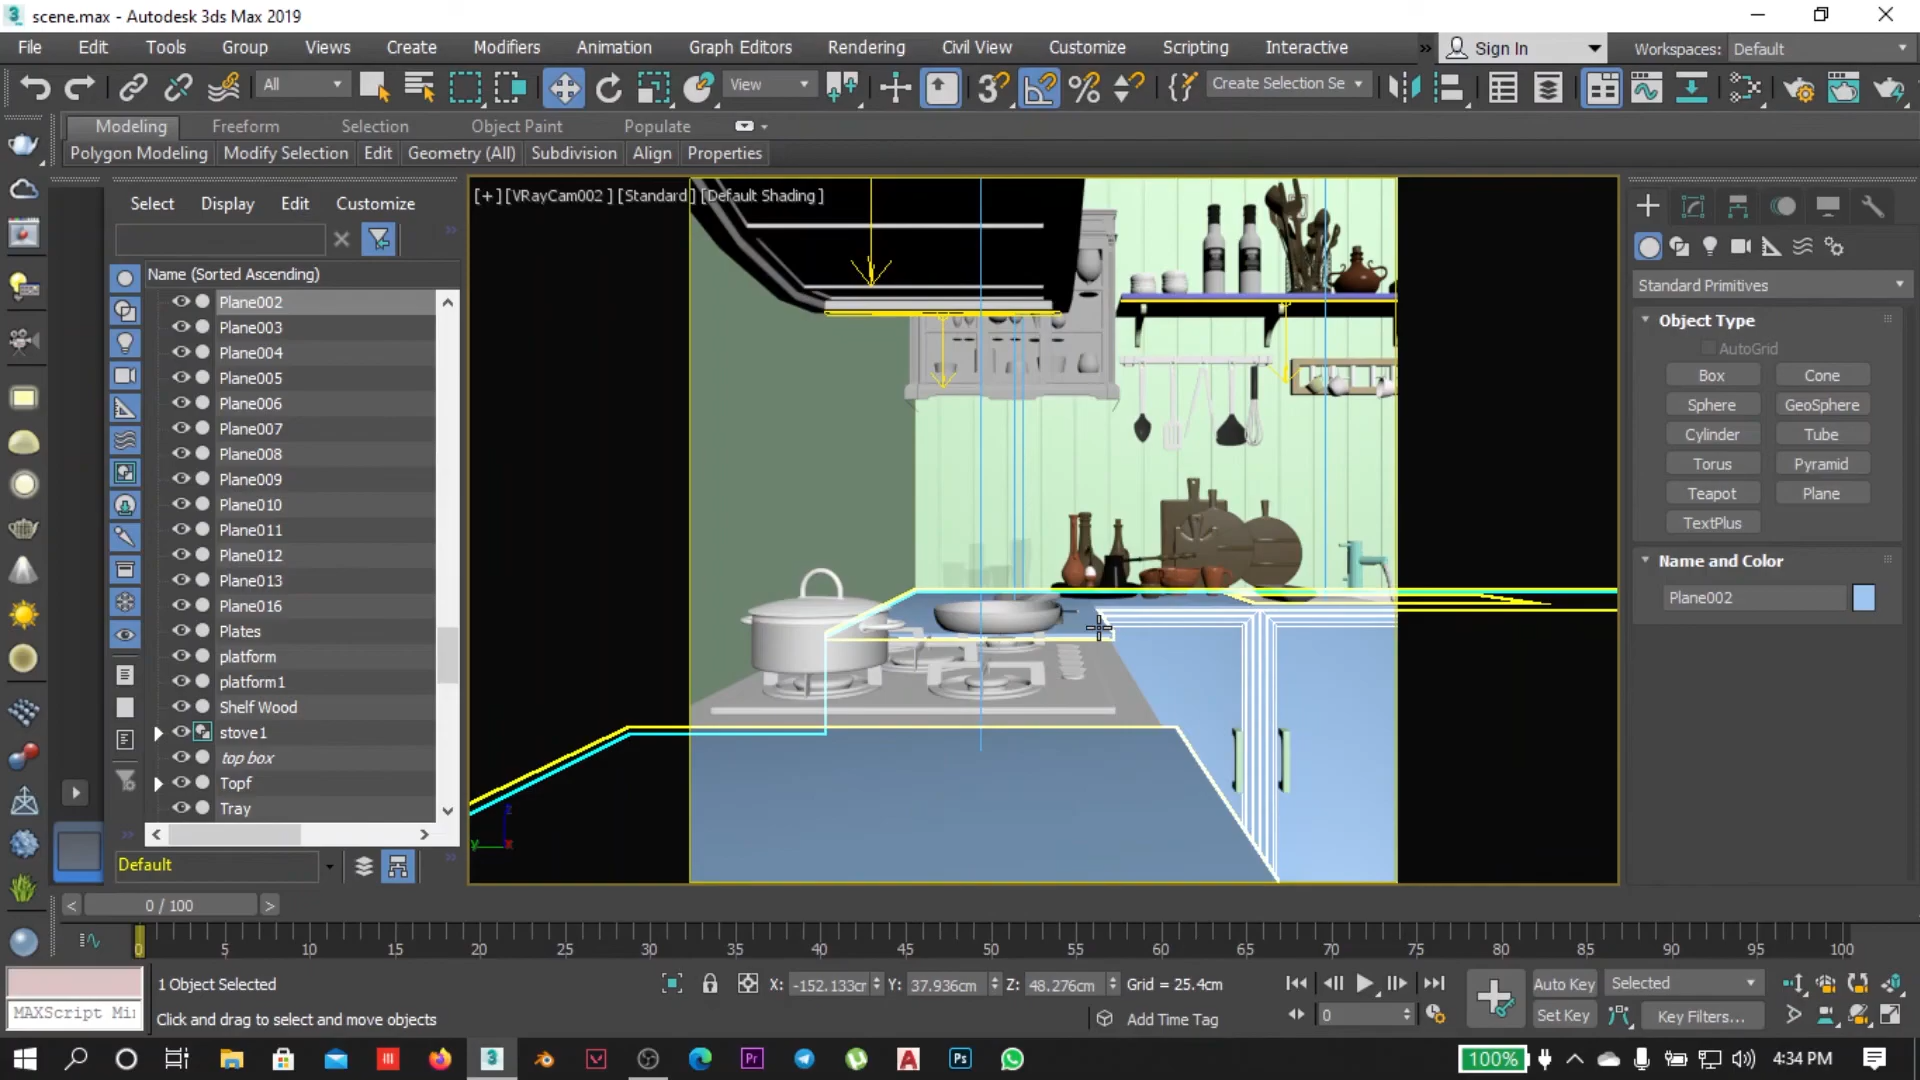 scene.max - Autodesk 3ds Max 2019
File Edit Tools Group Views Create Modifiers Animation Graph Editors Rendering Civil View Customize Scripting Interactive » Sign In Workspaces: Default
All View Create Selection Se
Modeling Freeform Selection Object Paint Populate
Polygon Modeling Modify Selection Edit Geometry (All) Subdivision Align Properties
Select Display Edit Customize
Name (Sorted Ascending)
Plane002
Plane003
Plane004
Plane005
Plane006
Plane007
Plane008
Plane009
Plane010
Plane011
Plane012
Plane013
Plane016
Plates
platform
platform1
Shelf Wood
stove1
top box
Topf
Tray
Default
[+] [VRayCam002 ] [Standard ] [Default Shading ]
z
y
x
Standard Primitives
Object Type
AutoGrid
Box Cone
Sphere GeoSphere
Cylinder Tube
Torus Pyramid
Teapot Plane
TextPlus
Name and Color
Plane002
0 / 100
0 5 10 15 20 25 30 35 40 45 50 55 60 65 70 75 80 85 90 95 100
1 Object Selected X: -152.133cr Y: 37.936cm Z: 48.276cm Grid = 25.4cm Auto Key Selected
MAXScript Mi Click and drag to select and move objects Add Time Tag 0 Set Key Key Filters...
100% 4:34 PM